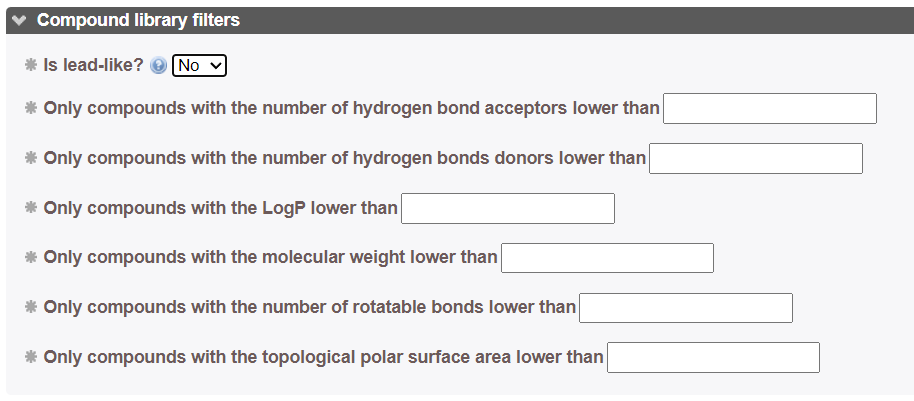 Compound library filters
Is lead-like? ? No
Only compounds with the number of hydrogen bond acceptors lower than
Only compounds with the number of hydrogen bonds donors lower than
Only compounds with the LogP lower than
Only compounds with the molecular weight lower than
Only compounds with the number of rotatable bonds lower than
Only compounds with the topological polar surface area lower than